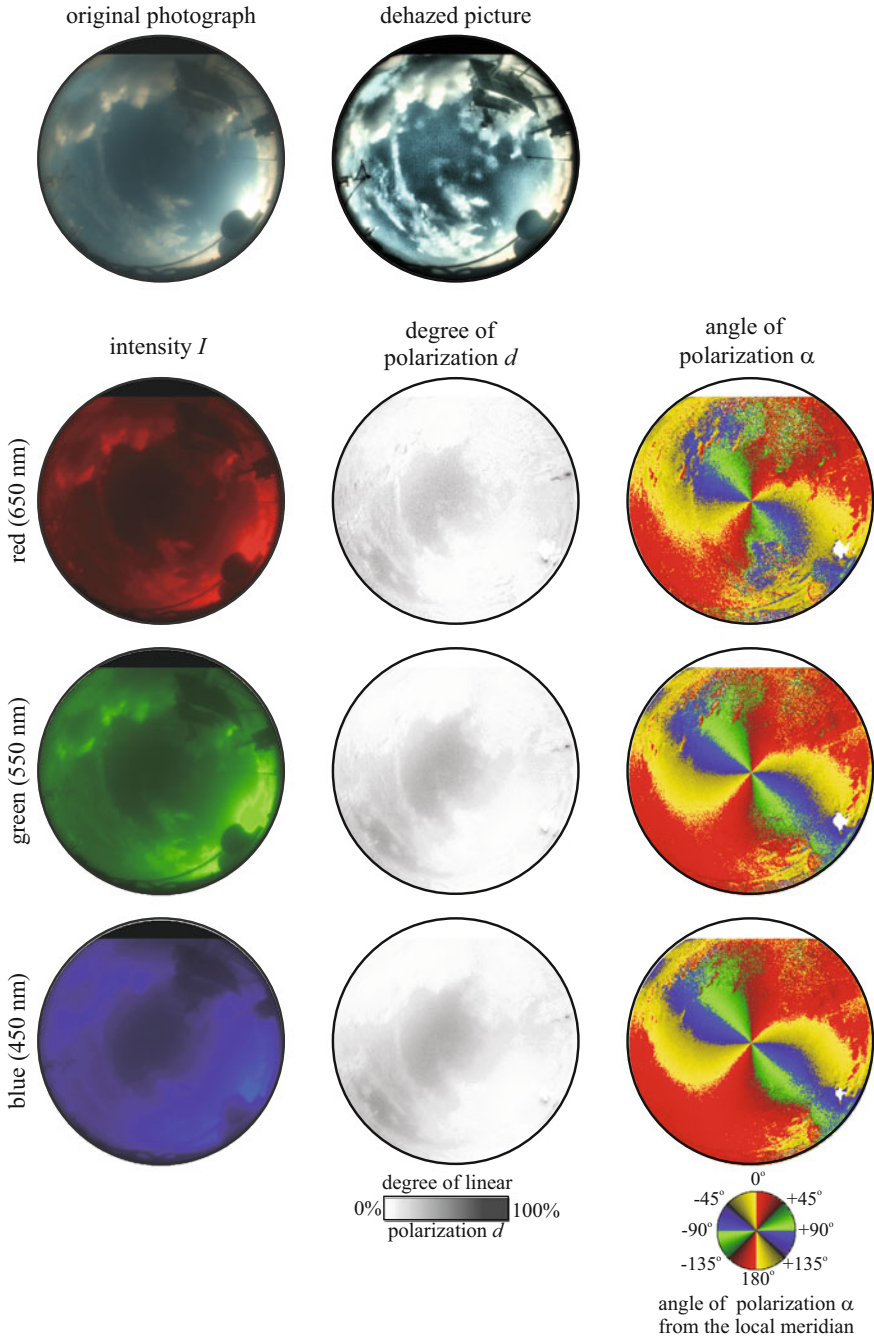 original photograph
dehazed picture
intensity I
degree of
polarization d
angle of
polarization α
red (650 nm)
green (550 nm)
blue (450 nm)
degree of linear
0%
100%
polarization d
0°
-45°
+45°
-90°
+90°
-135°
+135°
180°
angle of polarization α
from the local meridian